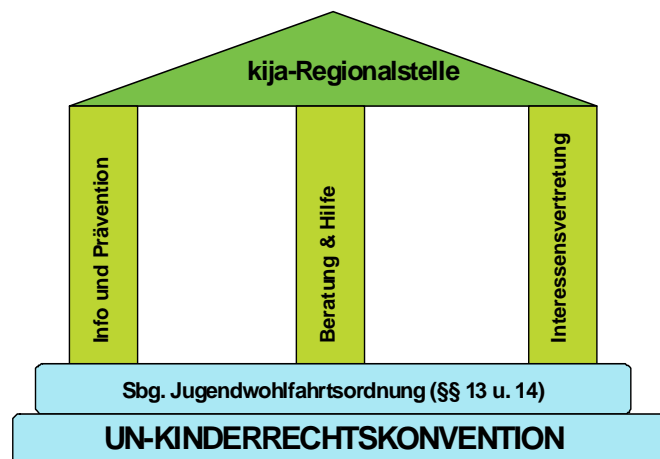 kija-Regionalstelle
Info und Prävention
Beratung & Hilfe
Interessensvertretung
Sbg. Jugendwohlfahrtsordnung (§§ 13 u. 14)
UN-KINDERRECHTSKONVENTION